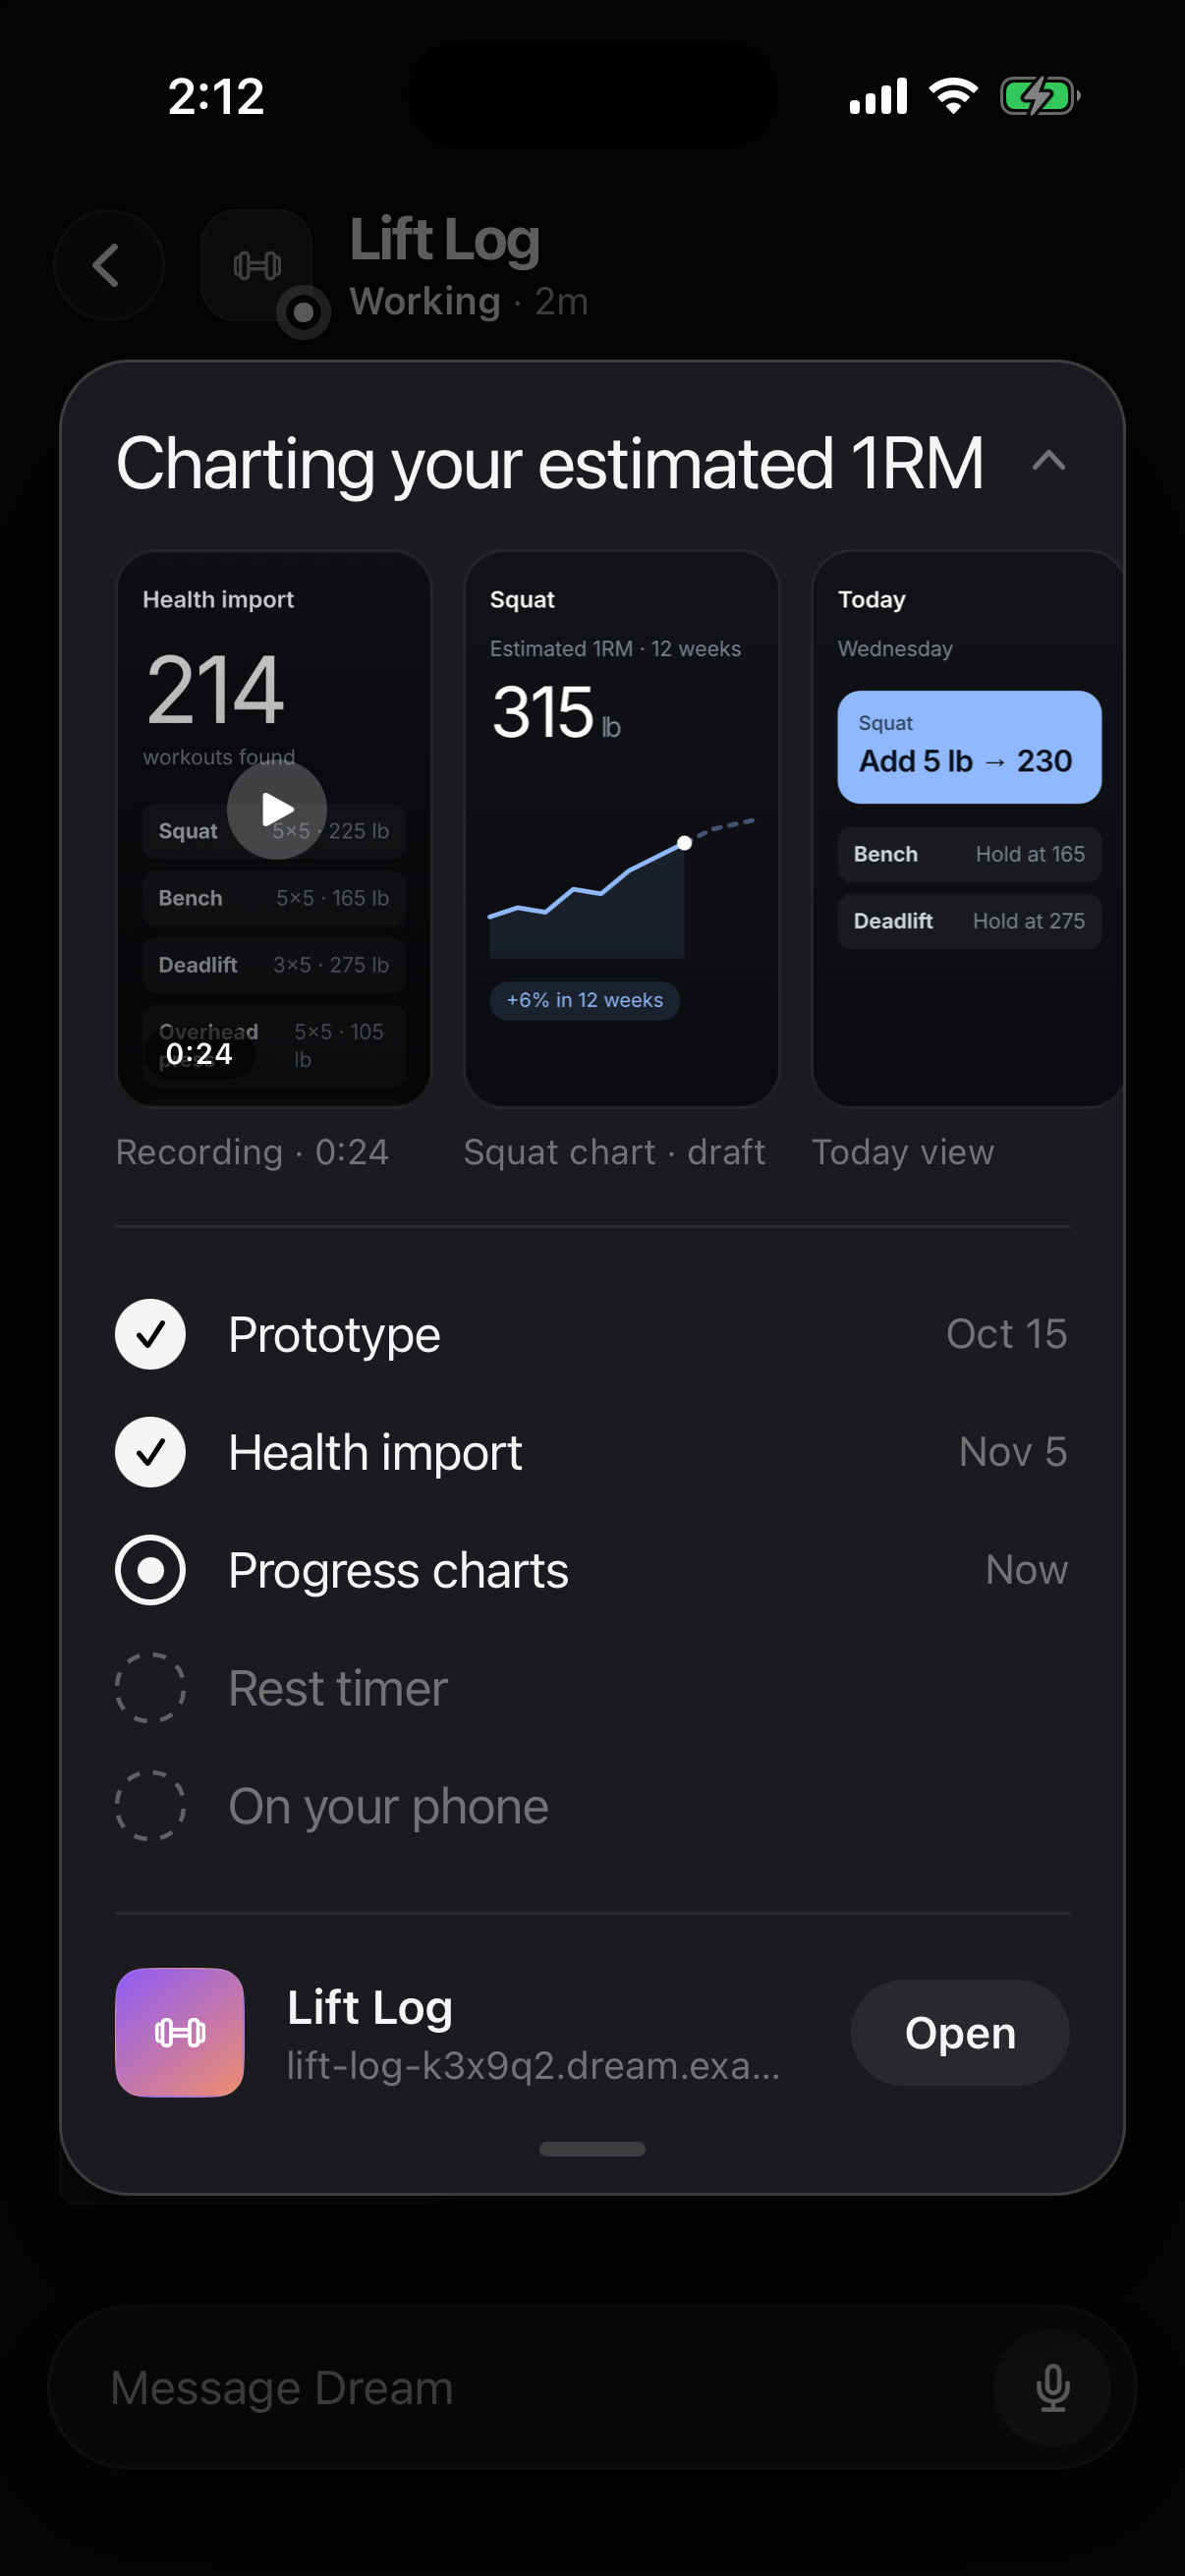 2:12
Lift Log
Working · 2m
Charting your estimated 1RM
Health import
214
workouts found
Squat 5×5 · 225 lb
Bench 5×5 · 165 lb
Deadlift 3×5 · 275 lb
Overhead press 5×5 · 105 lb
0:24
Recording · 0:24
Squat
Estimated 1RM · 12 weeks
315 lb
+6% in 12 weeks
Squat chart · draft
Today
Wednesday
Squat
Add 5 lb → 230
Bench Hold at 165
Deadlift Hold at 275
Today view
Prototype Oct 15
Health import Nov 5
Progress charts Now
Rest timer
On your phone
Lift Log
lift-log-k3x9q2.dream.exa...
Open
Message Dream